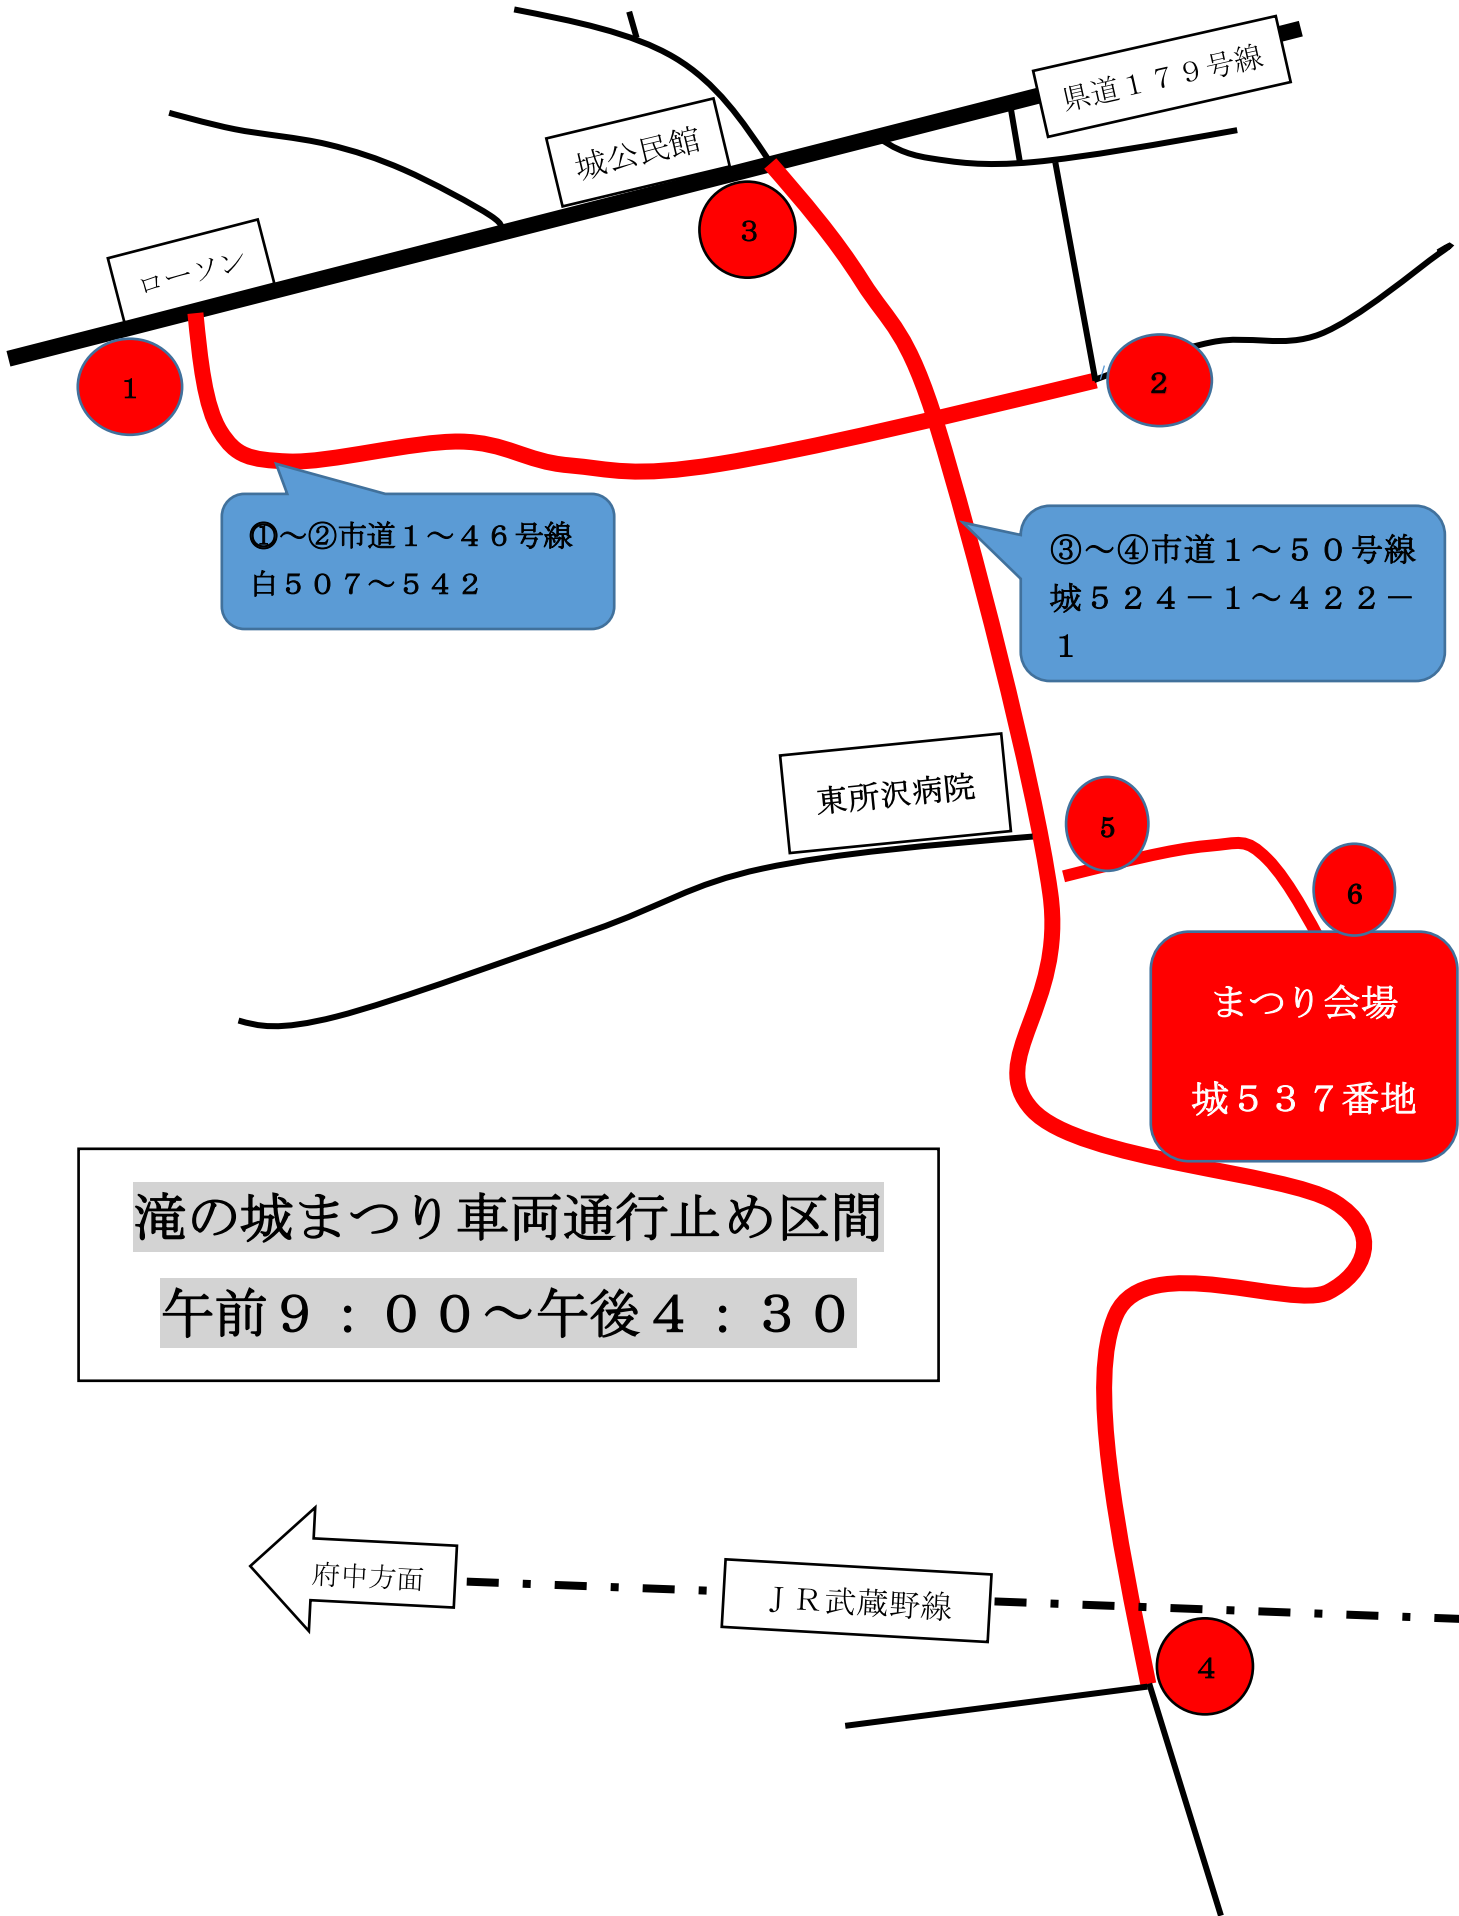 県道１７９号線
城公民館
ローソン
3
1
2
①～②市道１～４６号線
白５０７～５４２
③～④市道１～５０号線
城５２４－１～４２２－
１
東所沢病院
5
6
まつり会場
城５３７番地
滝の城まつり車両通行止め区間
午前９：００～午後４：３０
府中方面
ＪＲ武蔵野線
4